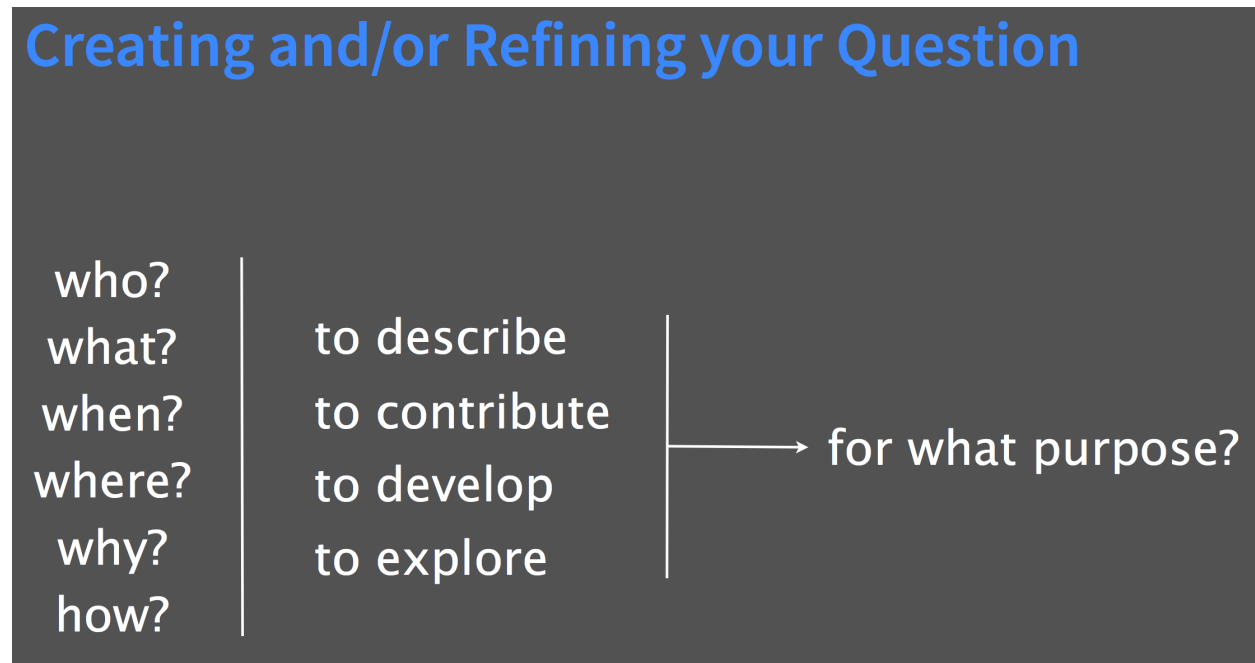 Creating and/or Refining your Question
who?
what?
when?
where?
why?
how?
to describe
to contribute
to develop
to explore
for what purpose?